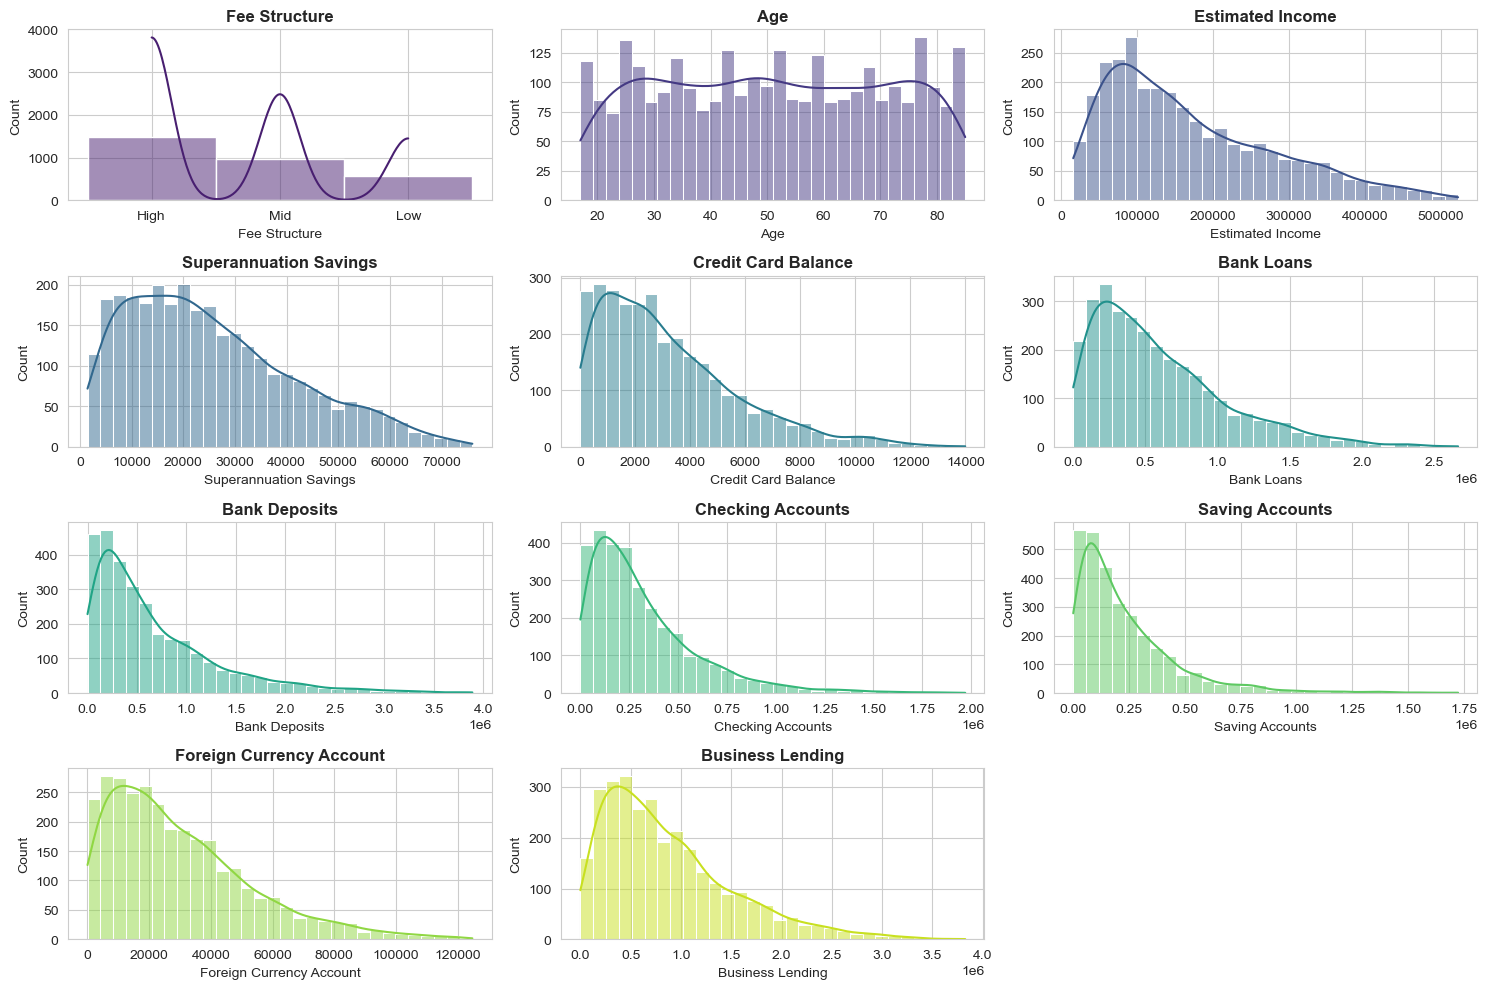 Fee Structure
4000
3000
2000
1000
0
Count
High Mid Low
Fee Structure
Age
125
100
75
50
25
0
Count
20 30 40 50 60 70 80
Age
Estimated Income
250
200
150
100
50
0
Count
0 100000 200000 300000 400000 500000
Estimated Income
Superannuation Savings
200
150
100
50
0
Count
0 10000 20000 30000 40000 50000 60000 70000
Superannuation Savings
Credit Card Balance
300
200
100
0
Count
0 2000 4000 6000 8000 10000 12000 14000
Credit Card Balance
Bank Loans
300
200
100
0
Count
0.0 0.5 1.0 1.5 2.0 2.5
1e6
Bank Loans
Bank Deposits
400
300
200
100
0
Count
0.0 0.5 1.0 1.5 2.0 2.5 3.0 3.5 4.0
1e6
Bank Deposits
Checking Accounts
400
300
200
100
0
Count
0.00 0.25 0.50 0.75 1.00 1.25 1.50 1.75 2.00
1e6
Checking Accounts
Saving Accounts
500
400
300
200
100
0
Count
0.00 0.25 0.50 0.75 1.00 1.25 1.50 1.75
1e6
Saving Accounts
Foreign Currency Account
250
200
150
100
50
0
Count
0 20000 40000 60000 80000 100000 120000
Foreign Currency Account
Business Lending
300
200
100
0
Count
0.0 0.5 1.0 1.5 2.0 2.5 3.0 3.5 4.0
1e6
Business Lending